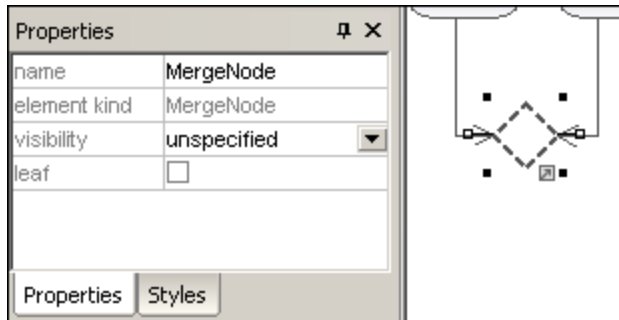 Properties
name MergeNode
element kind MergeNode
visibility unspecified
leaf
Properties Styles